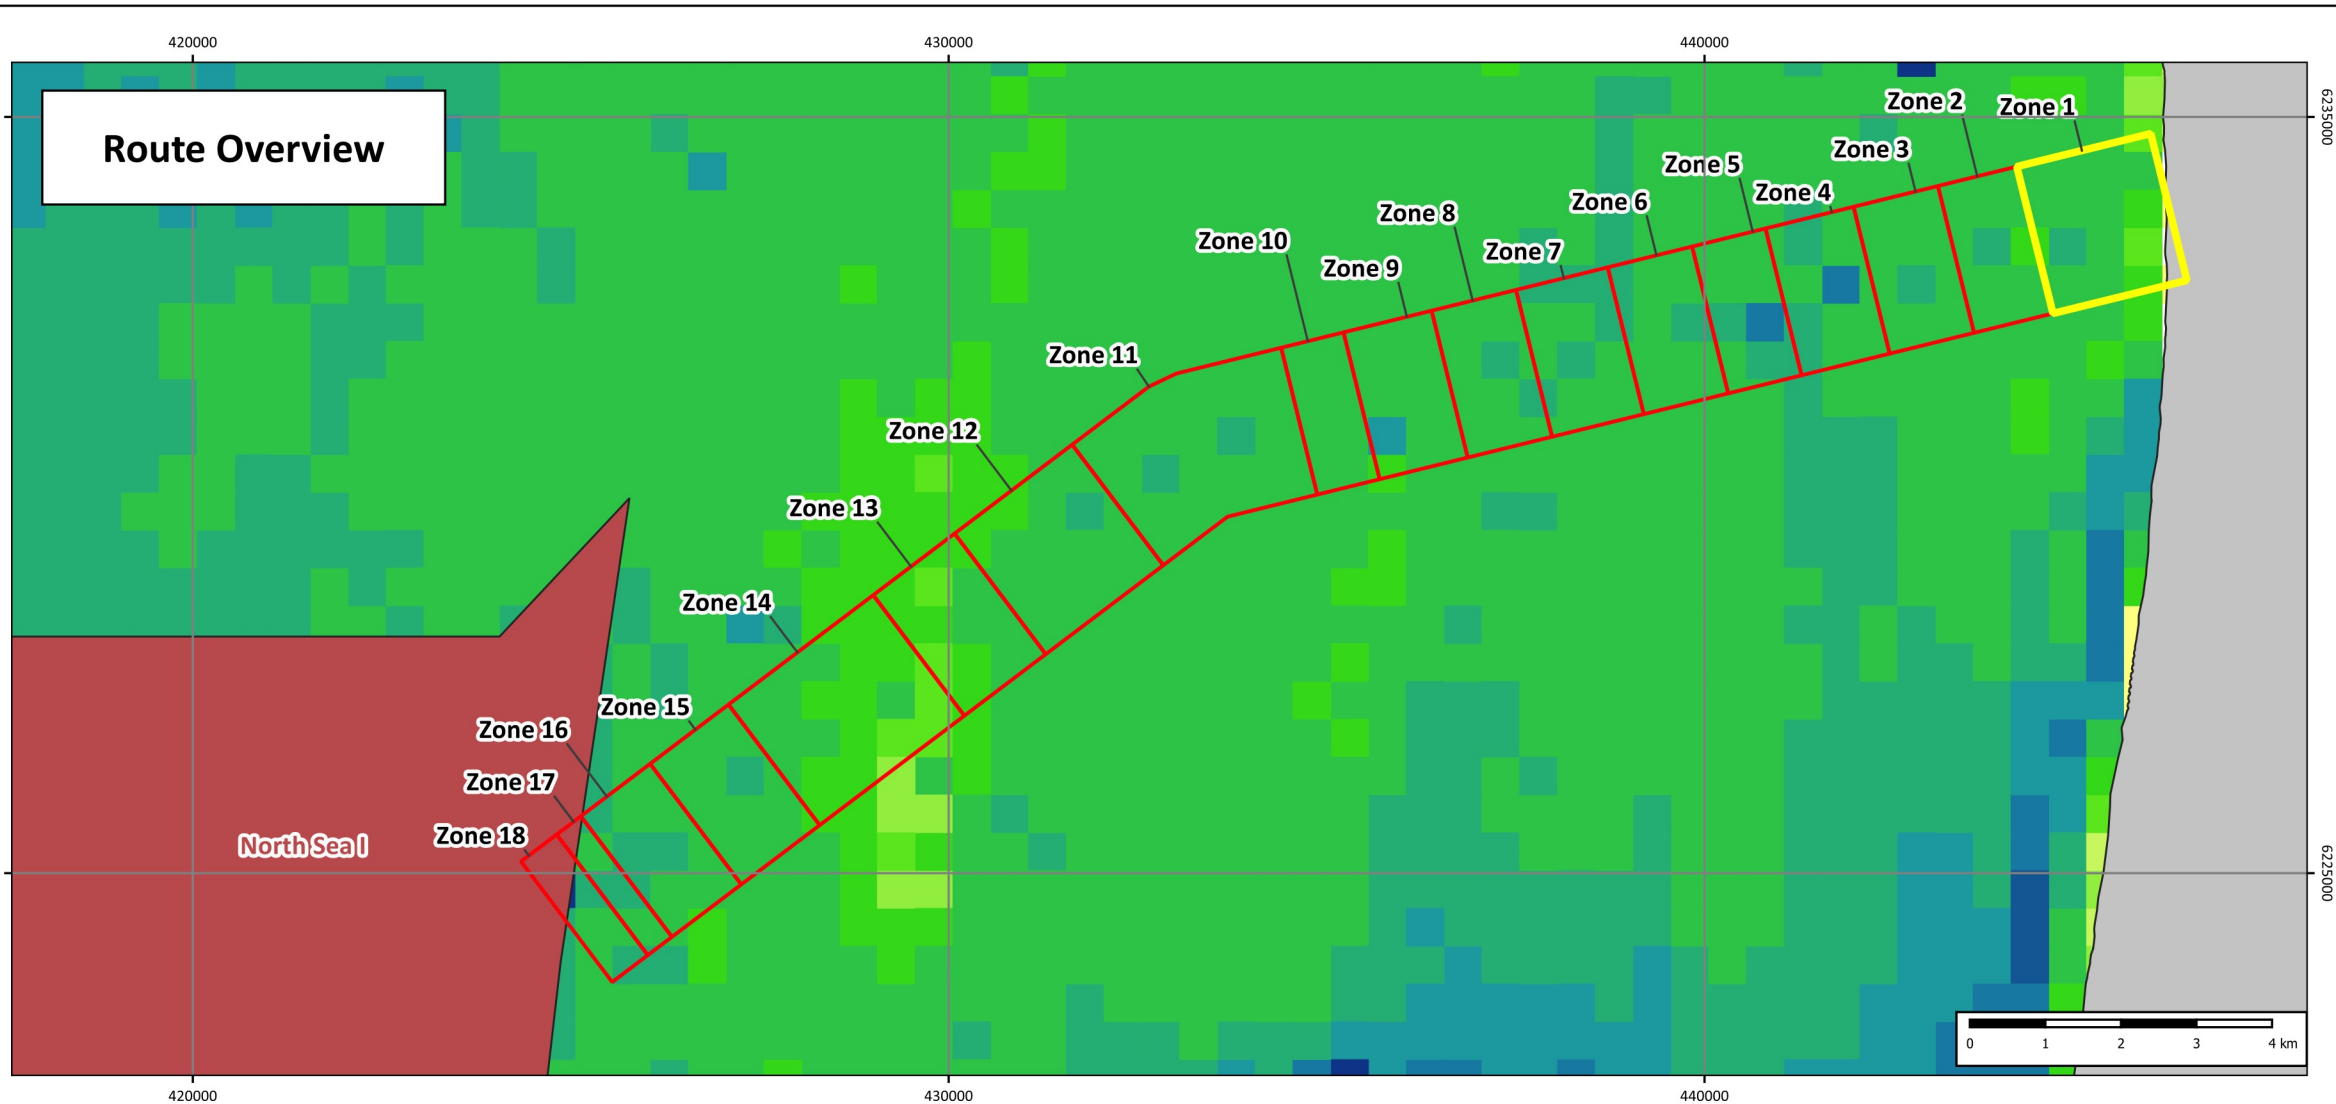 420000
430000
440000
Route Overview
6235000
Zone 2
Zone 1
Zone 3
Zone 5
Zone 4
Zone 6
Zone 8
Zone 7
Zone 10
Zone 9
Zone 11
Zone 12
Zone 13
Zone 14
Zone 15
Zone 16
Zone 17
Zone 18
North Sea I
6225000
0 1 2 3 4 km
420000
430000
440000